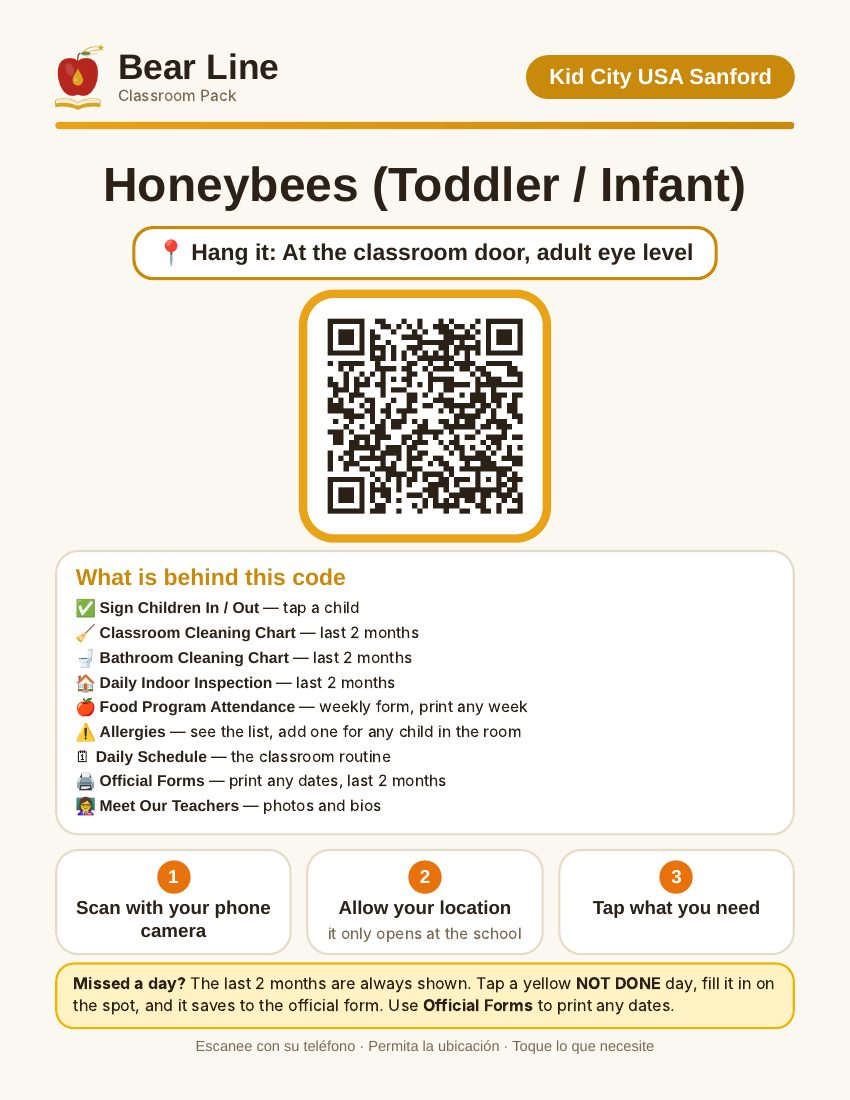 Bear Line
Classroom Pack
Kid City USA Sanford
Honeybees (Toddler / Infant)
📍 Hang it: At the classroom door, adult eye level
What is behind this code
✅ Sign Children In / Out — tap a child
🧹 Classroom Cleaning Chart — last 2 months
🚽 Bathroom Cleaning Chart — last 2 months
🏠 Daily Indoor Inspection — last 2 months
🍎 Food Program Attendance — weekly form, print any week
⚠️ Allergies — see the list, add one for any child in the room
🗓 Daily Schedule — the classroom routine
🖨️ Official Forms — print any dates, last 2 months
👩‍🏫 Meet Our Teachers — photos and bios
1
Scan with your phone
camera
2
Allow your location
it only opens at the school
3
Tap what you need
Missed a day? The last 2 months are always shown. Tap a yellow NOT DONE day, fill it in on
the spot, and it saves to the official form. Use Official Forms to print any dates.
Escanee con su teléfono · Permita la ubicación · Toque lo que necesite